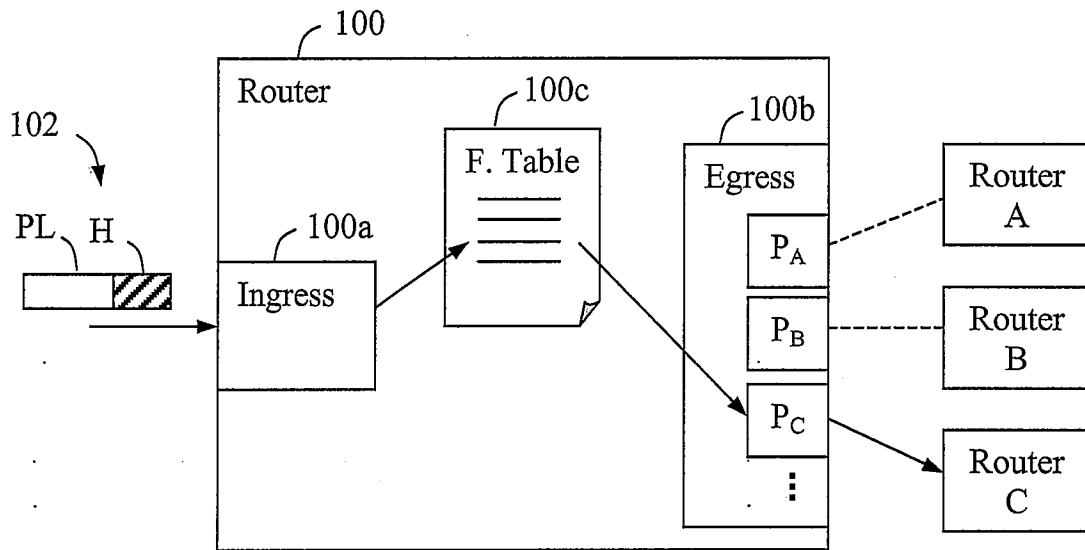 100
Router
100c
100b
102
F. Table
Egress
Router
A
PL
H
100a
P_A
Ingress
P_B
Router
B
P_C
Router
C